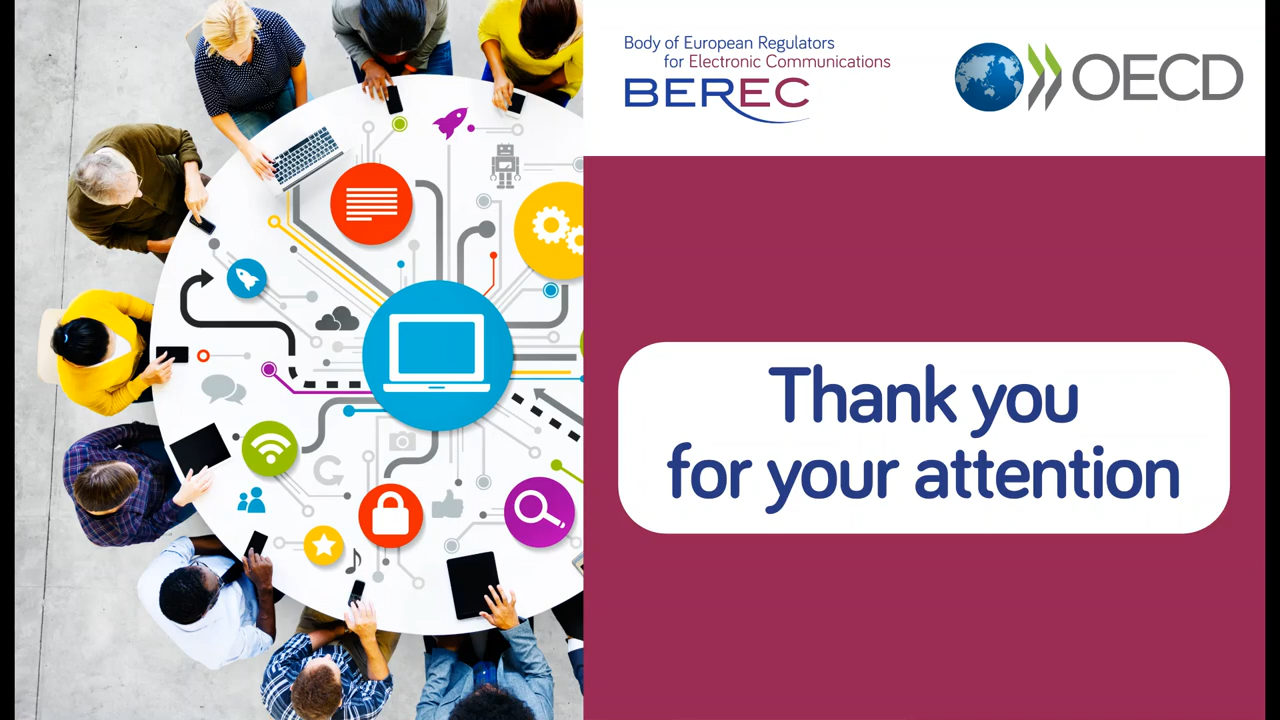 Body of European Regulators
for Electronic Communications
BEREC
OECD
Thank you
for your attention